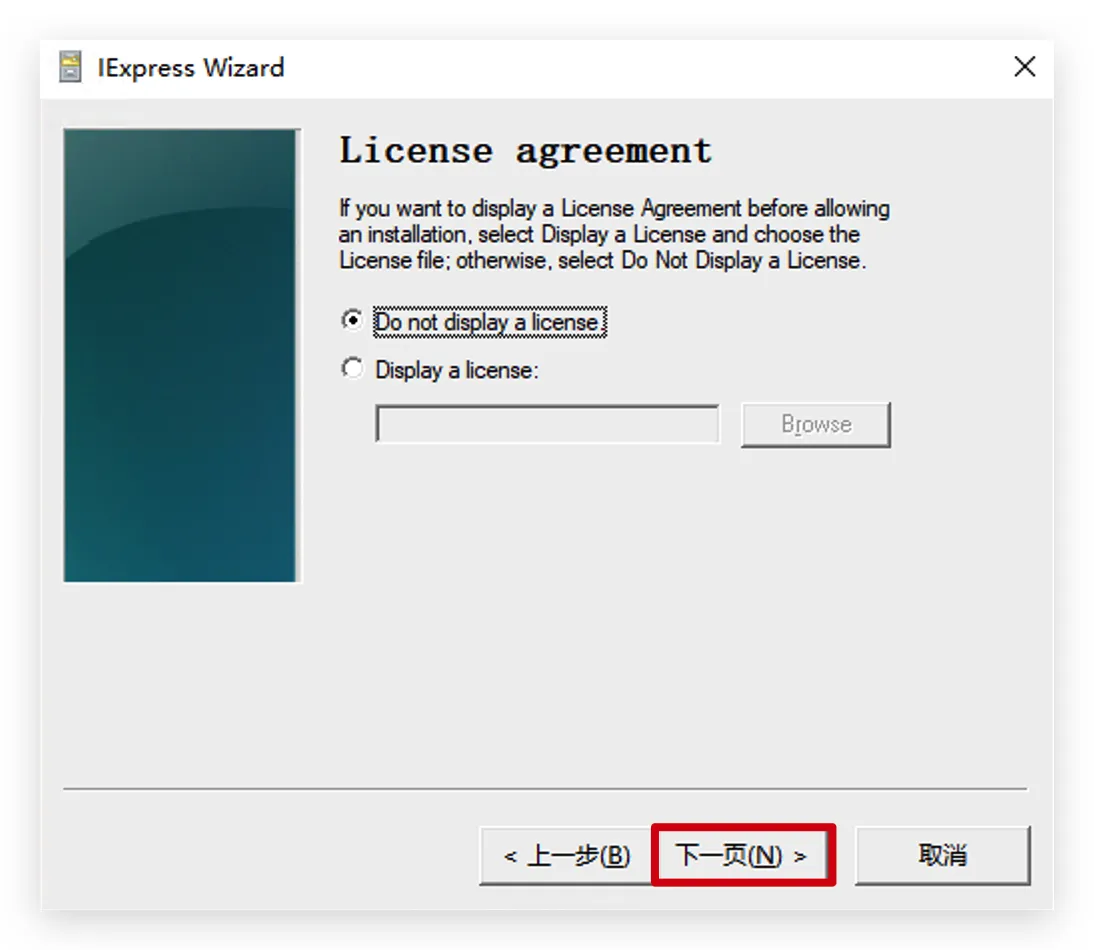 IExpress Wizard
License agreement
If you want to display a License Agreement before allowing
an installation, select Display a License and choose the
License file; otherwise, select Do Not Display a License.
Do not display a license.
Display a license:
Browse
< 上一步(B)
下一页(N) >
取消